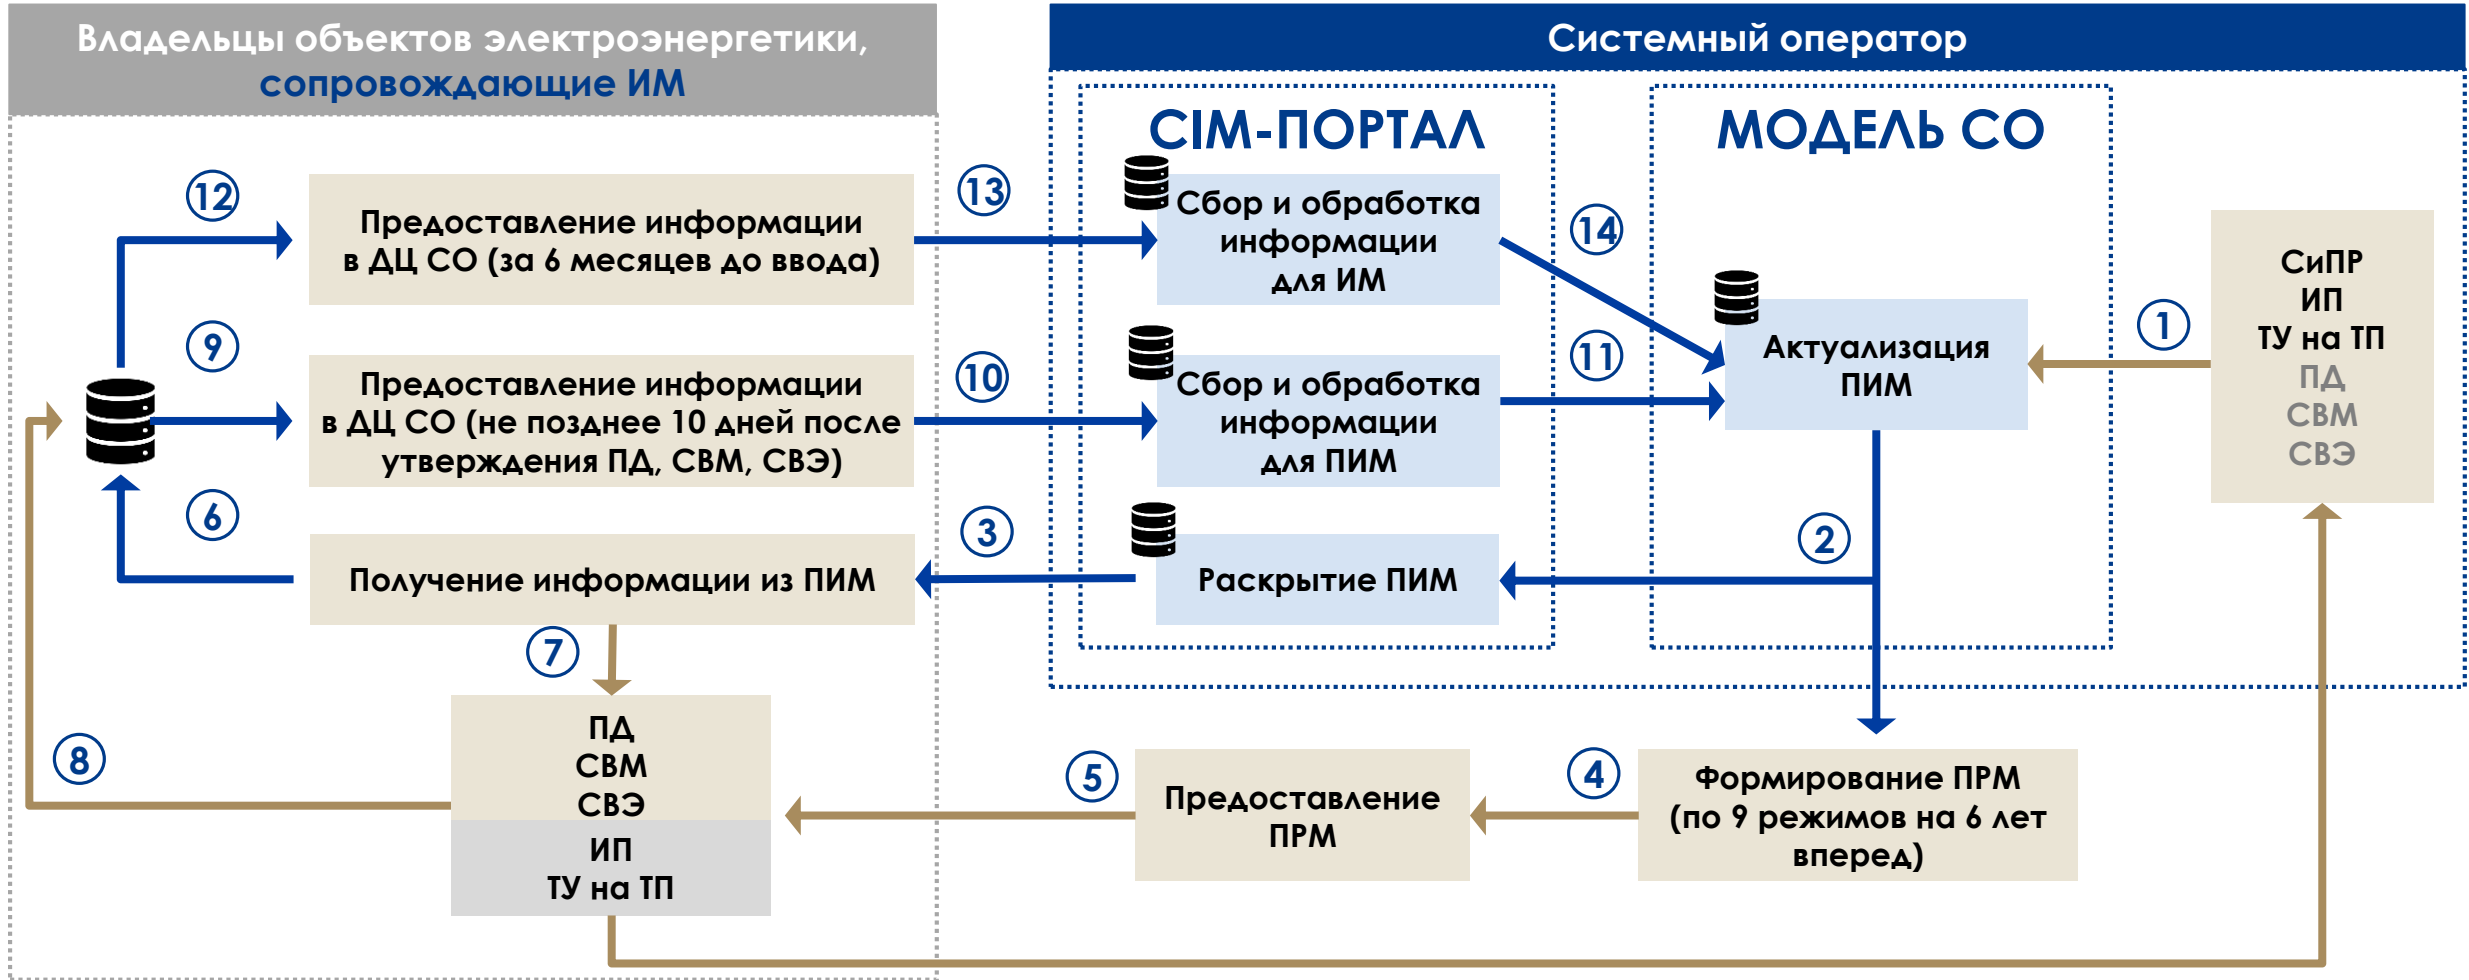 Владельцы объектов электроэнергетики,
сопровождающие ИМ
Системный оператор
CIM-ПОРТАЛ
МОДЕЛЬ СО
12
Предоставление информации
в ДЦ СО (за 6 месяцев до ввода)
13
Сбор и обработка
информации
для ИМ
14
9
Предоставление информации
в ДЦ СО (не позднее 10 дней после
утверждения ПД, СВМ, СВЭ)
10
Сбор и обработка
информации
для ПИМ
11
Актуализация
ПИМ
1
СиПР
ИП
ТУ на ТП
ПД
СВМ
СВЭ
6
Получение информации из ПИМ
3
Раскрытие ПИМ
2
7
8
ПД
СВМ
СВЭ
ИП
ТУ на ТП
5
Предоставление
ПРМ
4
Формирование ПРМ
(по 9 режимов на 6 лет
вперед)